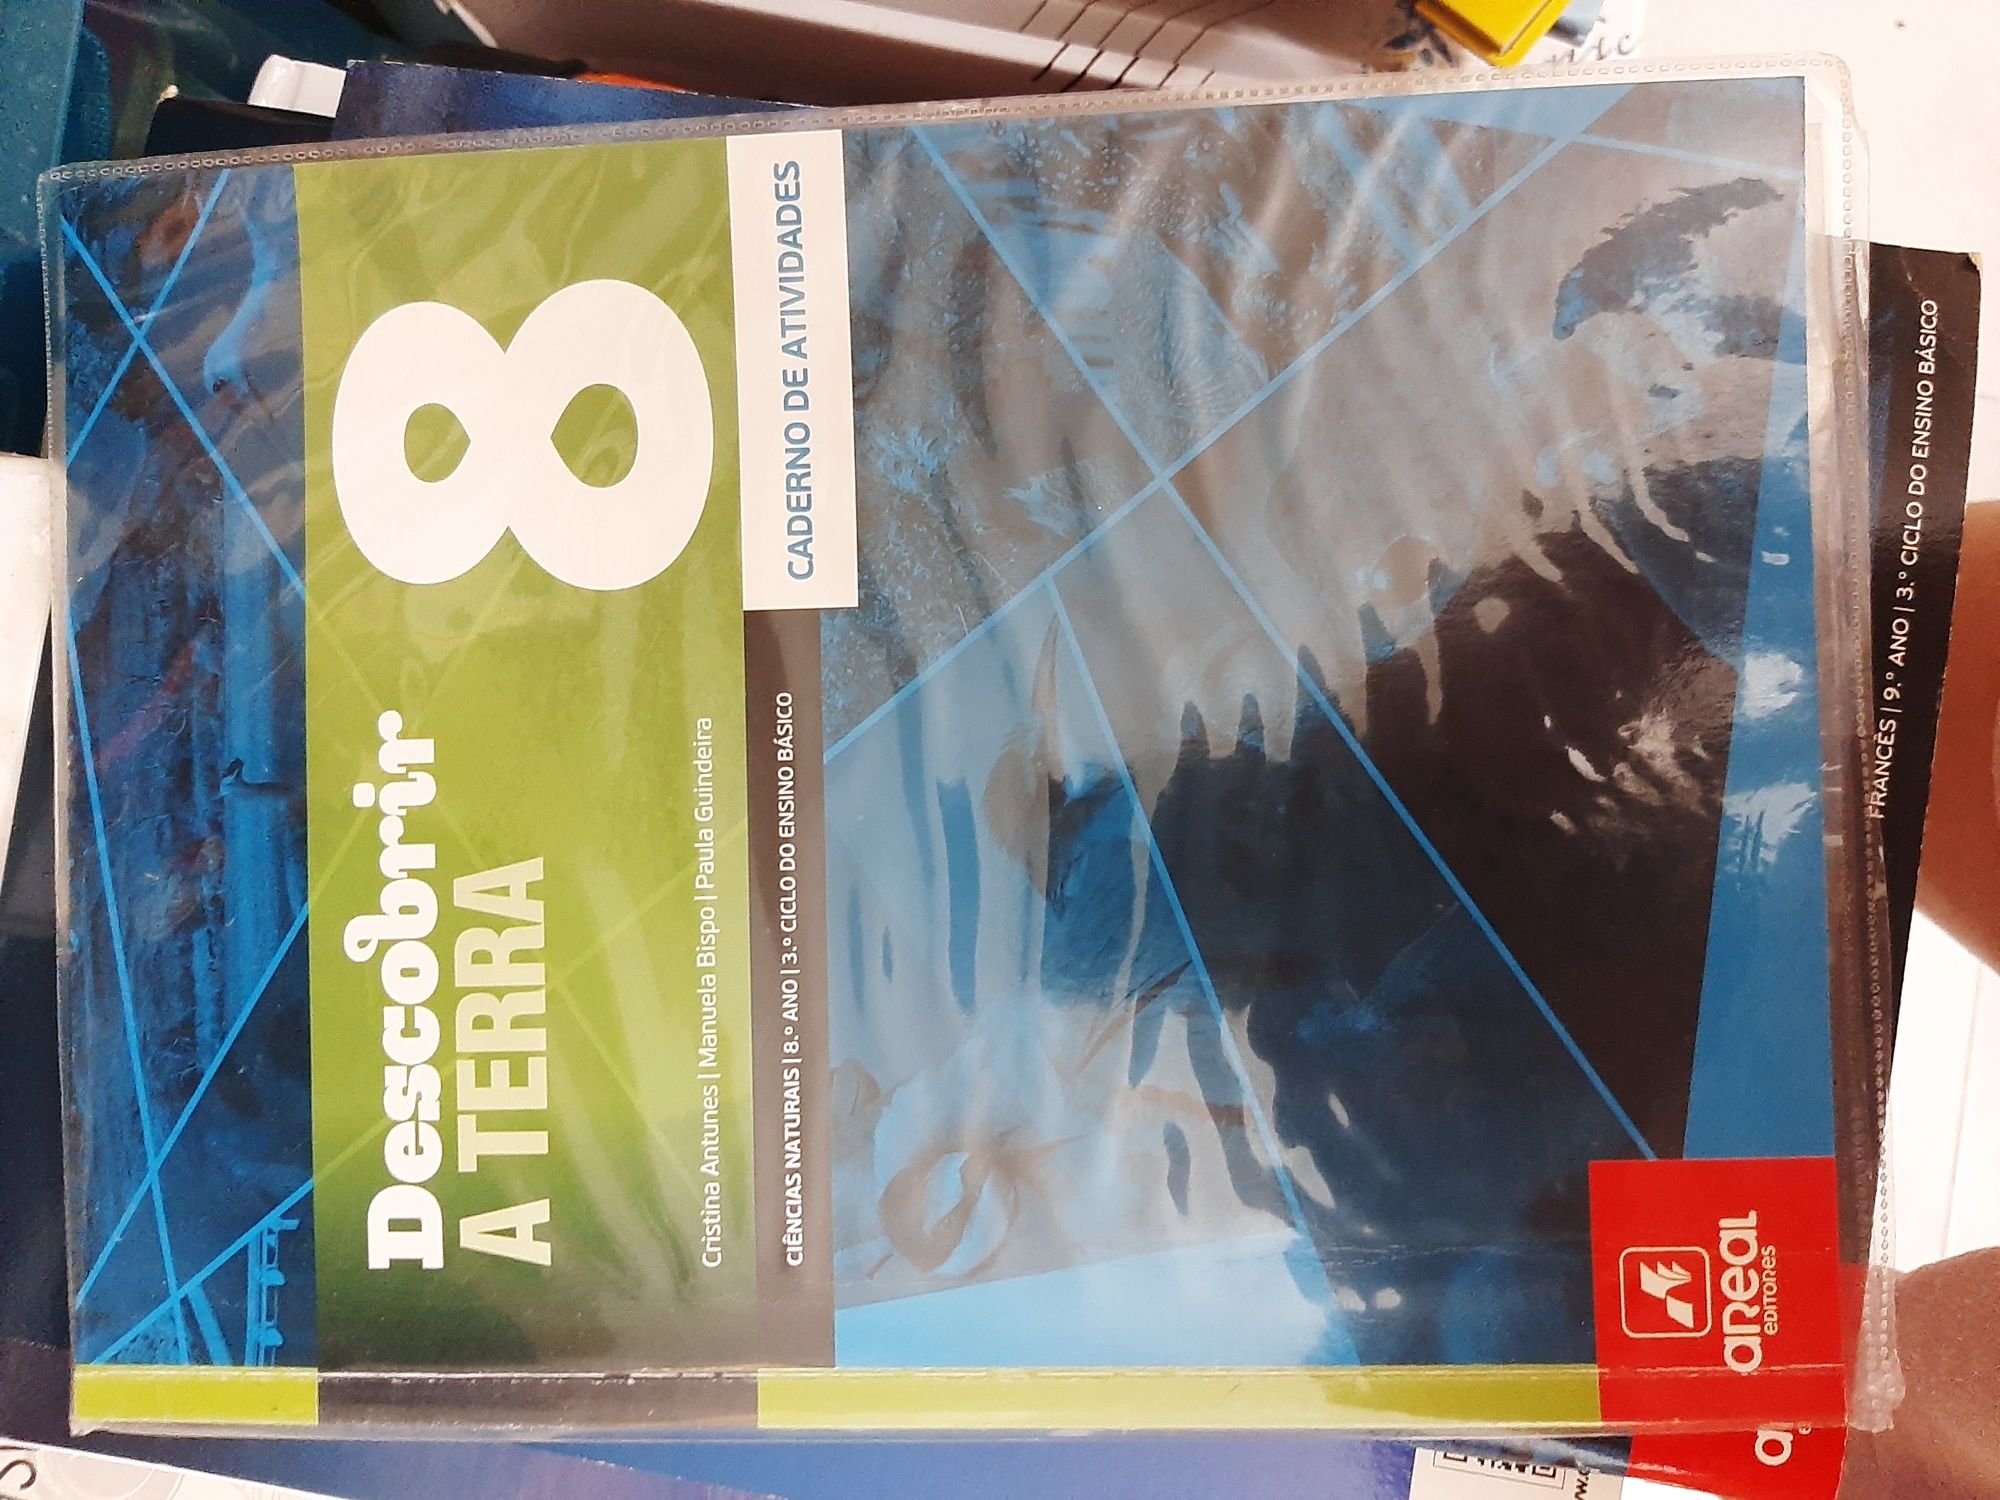 Descobrir
A TERRA
8
CADERNO DE ATIVIDADES
Cristina Antunes | Manuela Bispo | Paula Guindeira
CIÊNCIAS NATURAIS | 8.º ANO | 3.º CICLO DO ENSINO BÁSICO
areal
EDITORES
FRANCÊS | 9.º ANO | 3.º CICLO DO ENSINO BÁSICO